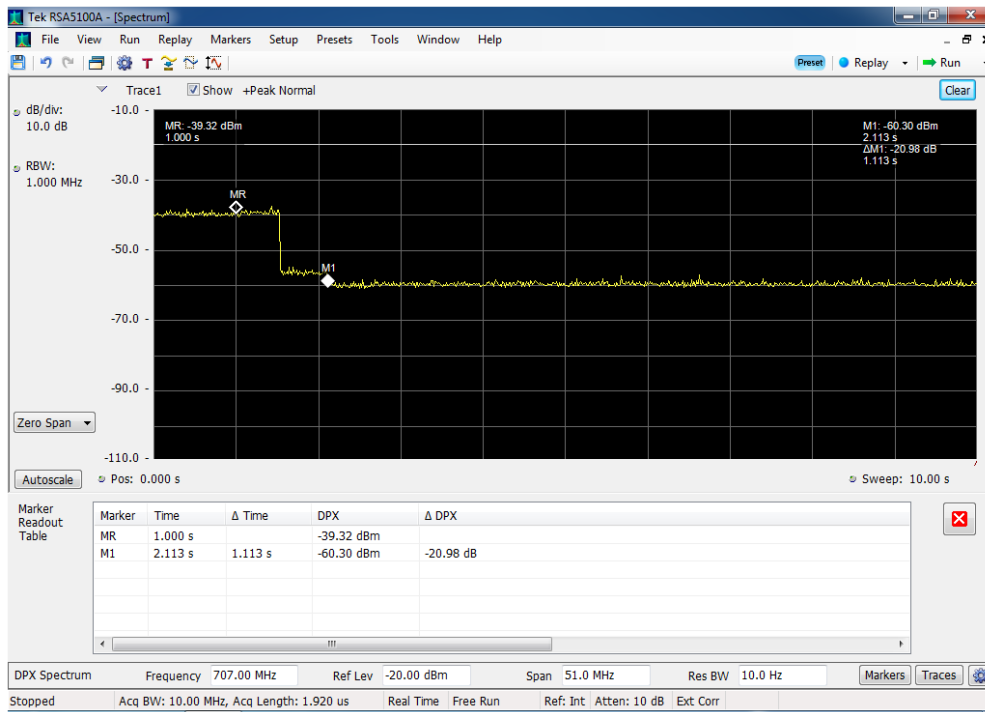 Tek RSA5100A - [Spectrum]
File View Run Replay Markers Setup Presets Tools Window Help
T Preset Replay Run
Trace1 Show +Peak Normal Clear
dB/div:
10.0 dB
RBW:
1.000 MHz
-10.0
-30.0
-50.0
-70.0
-90.0
-110.0
MR: -39.32 dBm
1.000 s
M1: -60.30 dBm
2.113 s
ΔM1: -20.98 dB
1.113 s
MR
M1
Zero Span
Autoscale Pos: 0.000 s Sweep: 10.00 s
Marker
Readout
Table
Marker Time Δ Time DPX Δ DPX
MR 1.000 s -39.32 dBm
M1 2.113 s 1.113 s -60.30 dBm -20.98 dB
DPX Spectrum Frequency 707.00 MHz Ref Lev -20.00 dBm Span 51.0 MHz Res BW 10.0 Hz Markers Traces
Stopped Acq BW: 10.00 MHz, Acq Length: 1.920 us Real Time Free Run Ref: Int Atten: 10 dB Ext Corr